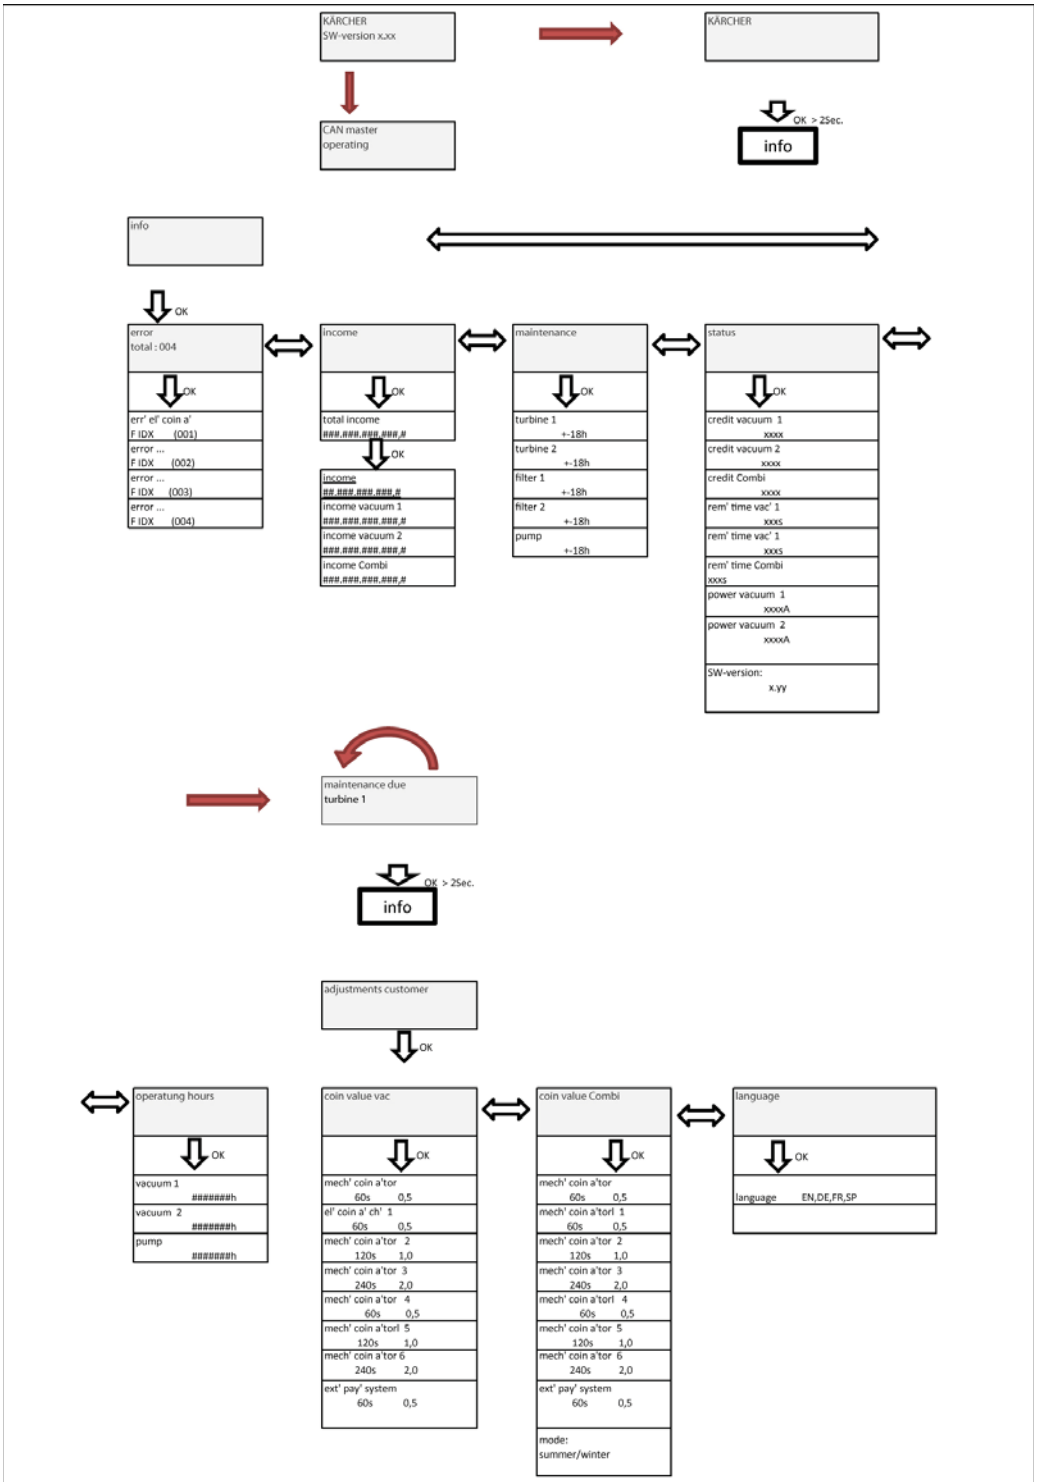 KÄRCHER
SW-version x.xx
KÄRCHER
CAN master
operating
OK > 2Sec.
info
info
OK
error
total : 004
OK
err' el' coin a'
F IDX (001)
error ...
F IDX (002)
error ...
F IDX (003)
error ...
F IDX (004)
income
OK
total income
###.###.###.###,#
OK
income
##.###.###.###,#
income vacuum 1
###.###.###.###,#
income vacuum 2
###.###.###.###,#
income Combi
###.###.###.###,#
maintenance
OK
turbine 1
+-18h
turbine 2
+-18h
filter 1
+-18h
filter 2
+-18h
pump
+-18h
status
OK
credit vacuum 1
xxxx
credit vacuum 2
xxxx
credit Combi
xxxx
rem' time vac' 1
xxxs
rem' time vac' 1
xxxs
rem' time Combi
xxxs
power vacuum 1
xxxxA
power vacuum 2
xxxxA
SW-version:
x.yy
maintenance due
turbine 1
OK > 2Sec.
info
adjustments customer
OK
operatung hours
OK
vacuum 1
#######h
vacuum 2
#######h
pump
#######h
coin value vac
OK
mech' coin a'tor
60s 0,5
el' coin a' ch' 1
60s 0,5
mech' coin a'tor 2
120s 1,0
mech' coin a'tor 3
240s 2,0
mech' coin a'tor 4
60s 0,5
mech' coin a'torl 5
120s 1,0
mech' coin a'tor 6
240s 2,0
ext' pay' system
60s 0,5
coin value Combi
OK
mech' coin a'tor
60s 0,5
mech' coin a'torl 1
60s 0,5
mech' coin a'tor 2
120s 1,0
mech' coin a'tor 3
240s 2,0
mech' coin a'torl 4
60s 0,5
mech' coin a'tor 5
120s 1,0
mech' coin a'tor 6
240s 2,0
ext' pay' system
60s 0,5
mode:
summer/winter
language
OK
language EN,DE,FR,SP